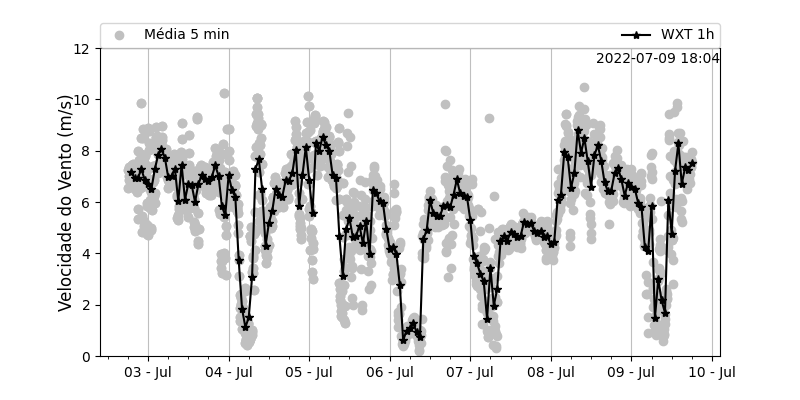 Média 5 min
WXT 1h
2022-07-09 18:04
Velocidade do Vento (m/s)
12
10
8
6
4
2
0
03 - Jul
04 - Jul
05 - Jul
06 - Jul
07 - Jul
08 - Jul
09 - Jul
10 - Jul